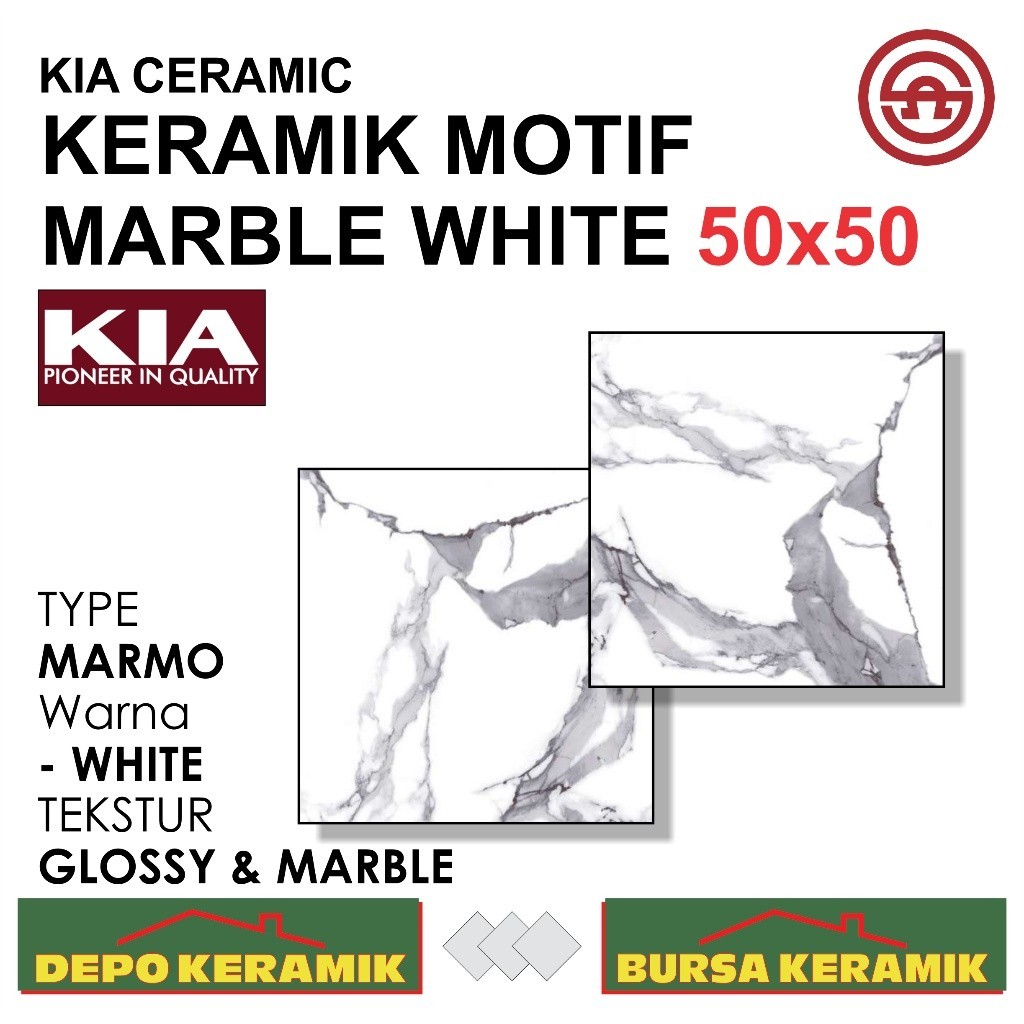 KIA CERAMIC
KERAMIK MOTIF
MARBLE WHITE 50x50
KIA
PIONEER IN QUALITY
TYPE
MARMO
Warna
- WHITE
TEKSTUR
GLOSSY & MARBLE
DEPO KERAMIK
BURSA KERAMIK